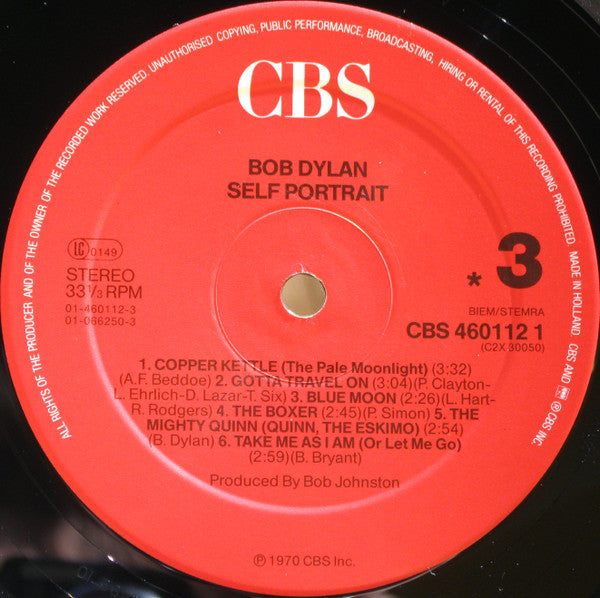 ALL RIGHTS OF THE PRODUCER AND OF THE OWNER OF THE RECORDED WORK RESERVED. UNAUTHORISED COPYING, PUBLIC PERFORMANCE, BROADCASTING, HIRING OR RENTAL OF THIS RECORDING PROHIBITED. MADE IN HOLLAND. CBS AND ℗ CBS INC.
CBS
BOB DYLAN
SELF PORTRAIT
LC 0149
STEREO
33⅓ RPM
01-460112-3
01-066250-3
* 3
BIEM/STEMRA
CBS 460112 1
(C2X 30050)
1. COPPER KETTLE (The Pale Moonlight) (3:32)
(A.F. Beddoe) 2. GOTTA TRAVEL ON (3:04)(P. Clayton-
L. Ehrlich-D. Lazar-T. Six) 3. BLUE MOON (2:26)(L. Hart-
R. Rodgers) 4. THE BOXER (2:45)(P. Simon) 5. THE
MIGHTY QUINN (QUINN, THE ESKIMO) (2:54)
(B. Dylan) 6. TAKE ME AS I AM (Or Let Me Go)
(2:59)(B. Bryant)
Produced By Bob Johnston
℗ 1970 CBS Inc.